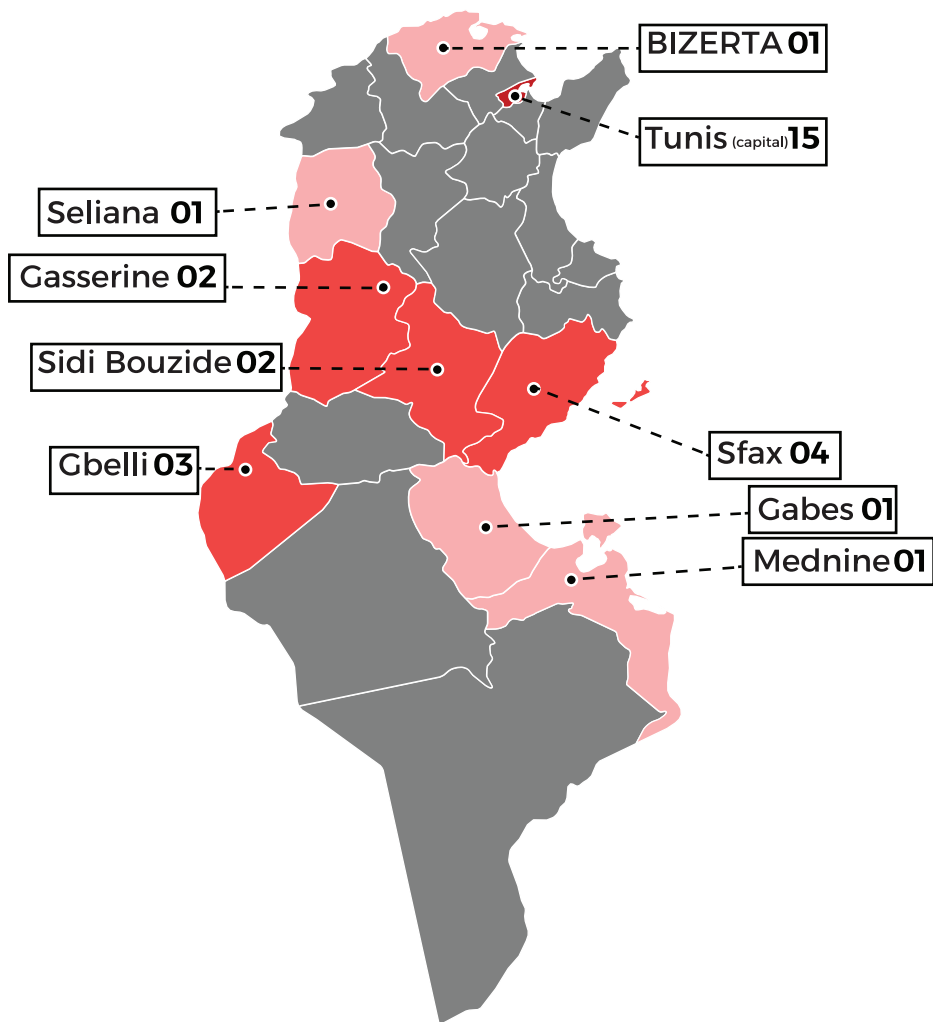 BIZERTA 01
Tunis (capital) 15
Seliana 01
Gasserine 02
Sidi Bouzide 02
Gbelli 03
Sfax 04
Gabes 01
Mednine 01